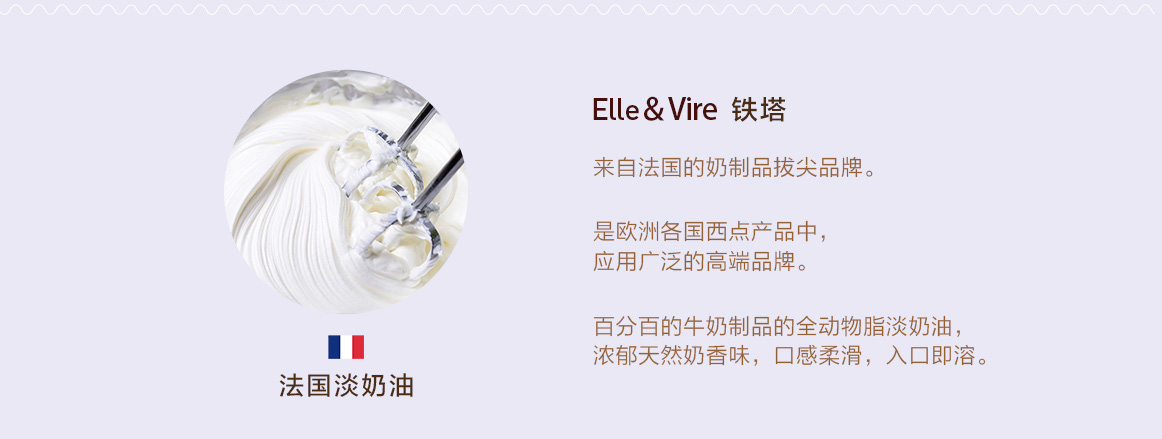 Elle&Vire 铁塔
来自法国的奶制品拔尖品牌。
是欧洲各国西点产品中，
应用广泛的高端品牌。
百分百的牛奶制品的全动物脂淡奶油，
浓郁天然奶香味，口感柔滑，入口即溶。
法国淡奶油